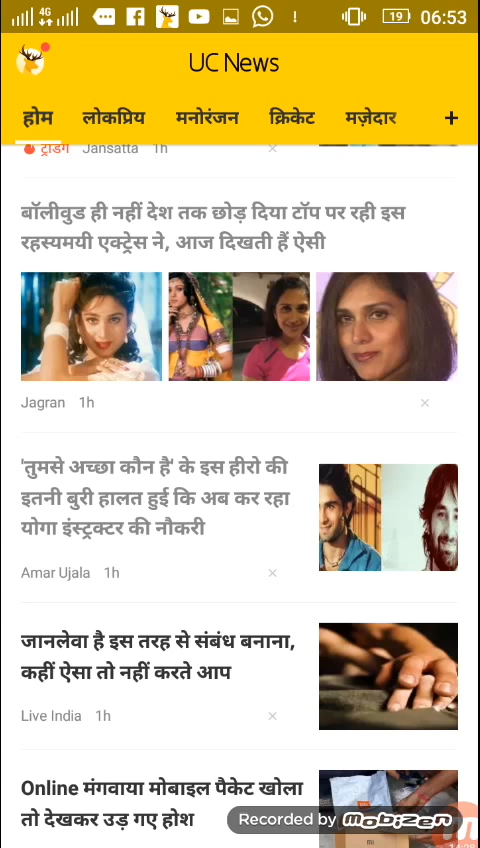 4G 19 06:53
UC News
होम लोकप्रिय मनोरंजन क्रिकेट मज़ेदार +
ट्रेंडिंग Jansatta 1h
बॉलीवुड ही नहीं देश तक छोड़ दिया टॉप पर रही इस
रहस्यमयी एक्ट्रेस ने, आज दिखती हैं ऐसी
Jagran 1h
'तुमसे अच्छा कौन है' के इस हीरो की
इतनी बुरी हालत हुई कि अब कर रहा
योगा इंस्ट्रक्टर की नौकरी
Amar Ujala 1h
जानलेवा है इस तरह से संबंध बनाना,
कहीं ऐसा तो नहीं करते आप
Live India 1h
Online मंगवाया मोबाइल पैकेट खोला
तो देखकर उड़ गए होश
mi
Recorded by Mobizen
14:28